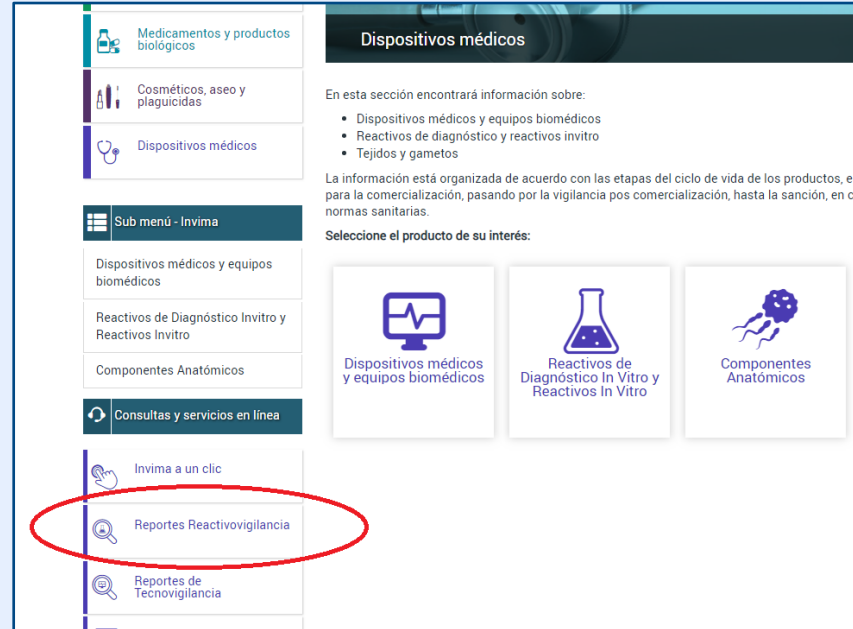 Medicamentos y productos
biológicos
Cosméticos, aseo y
plaguicidas
Dispositivos médicos
Sub menú - Invima
Dispositivos médicos y equipos
biomédicos
Reactivos de Diagnóstico Invitro y
Reactivos Invitro
Componentes Anatómicos
Consultas y servicios en línea
Invima a un clic
Reportes Reactivovigilancia
Reportes de
Tecnovigilancia
Dispositivos médicos
En esta sección encontrará información sobre:
• Dispositivos médicos y equipos biomédicos
• Reactivos de diagnóstico y reactivos invitro
• Tejidos y gametos
La información está organizada de acuerdo con las etapas del ciclo de vida de los productos, e
para la comercialización, pasando por la vigilancia pos comercialización, hasta la sanción, en c
normas sanitarias.
Seleccione el producto de su interés:
Dispositivos médicos
y equipos biomédicos
Reactivos de
Diagnóstico In Vitro y
Reactivos In Vitro
Componentes
Anatómicos